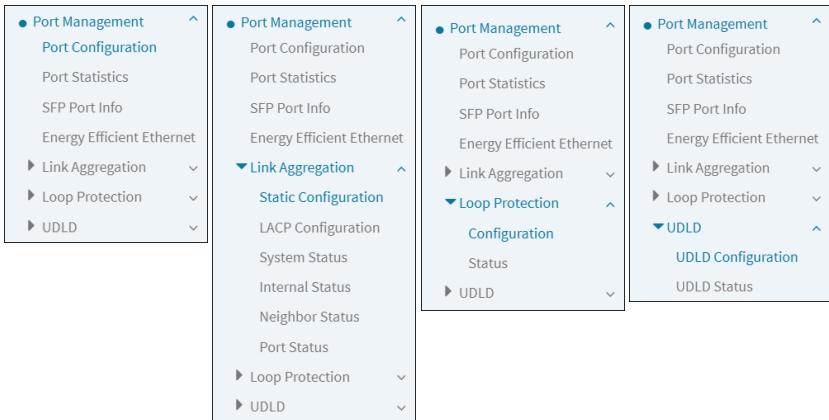 Port Management
Port Configuration
Port Statistics
SFP Port Info
Energy Efficient Ethernet
Link Aggregation
Loop Protection
UDLD
Port Management
Port Configuration
Port Statistics
SFP Port Info
Energy Efficient Ethernet
Link Aggregation
Static Configuration
LACP Configuration
System Status
Internal Status
Neighbor Status
Port Status
Loop Protection
UDLD
Port Management
Port Configuration
Port Statistics
SFP Port Info
Energy Efficient Ethernet
Link Aggregation
Loop Protection
Configuration
Status
UDLD
Port Management
Port Configuration
Port Statistics
SFP Port Info
Energy Efficient Ethernet
Link Aggregation
Loop Protection
UDLD
UDLD Configuration
UDLD Status